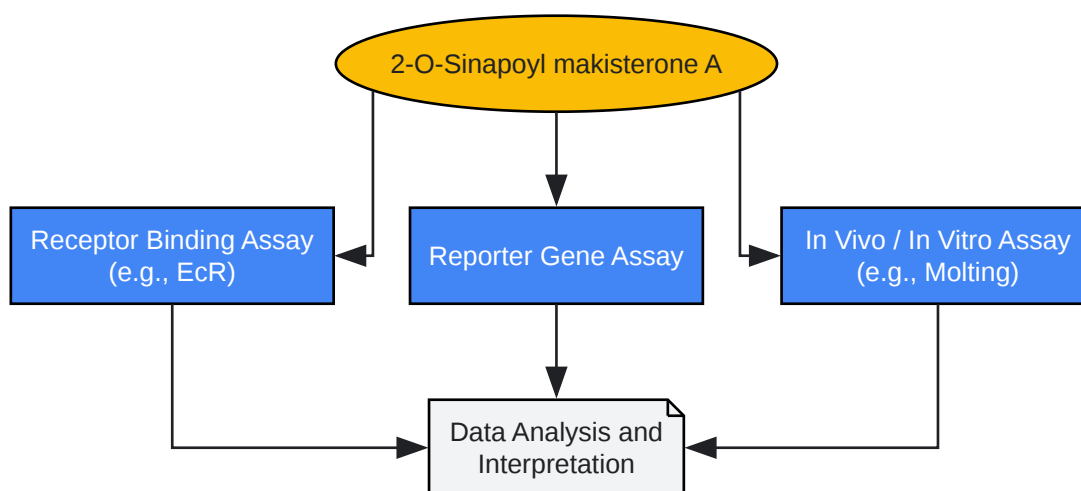 2-O-Sinapoyl makisterone A
Receptor Binding Assay
(e.g., EcR)
Reporter Gene Assay
In Vivo / In Vitro Assay
(e.g., Molting)
Data Analysis and
Interpretation